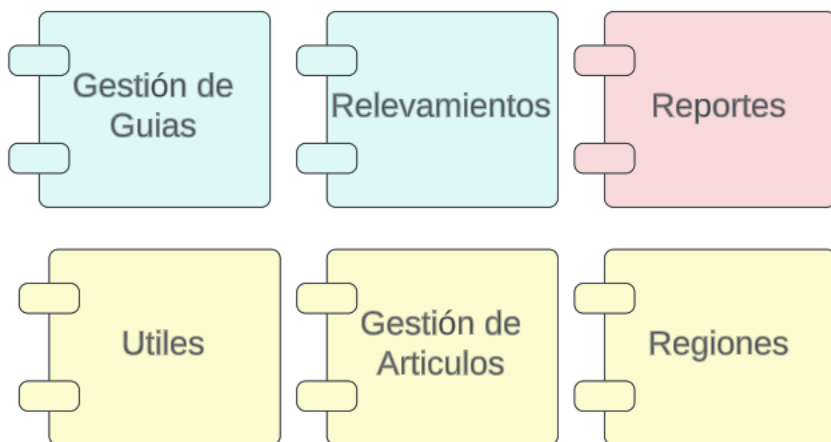 Gestión de
Guias
Relevamientos
Reportes
Utiles
Gestión de
Articulos
Regiones